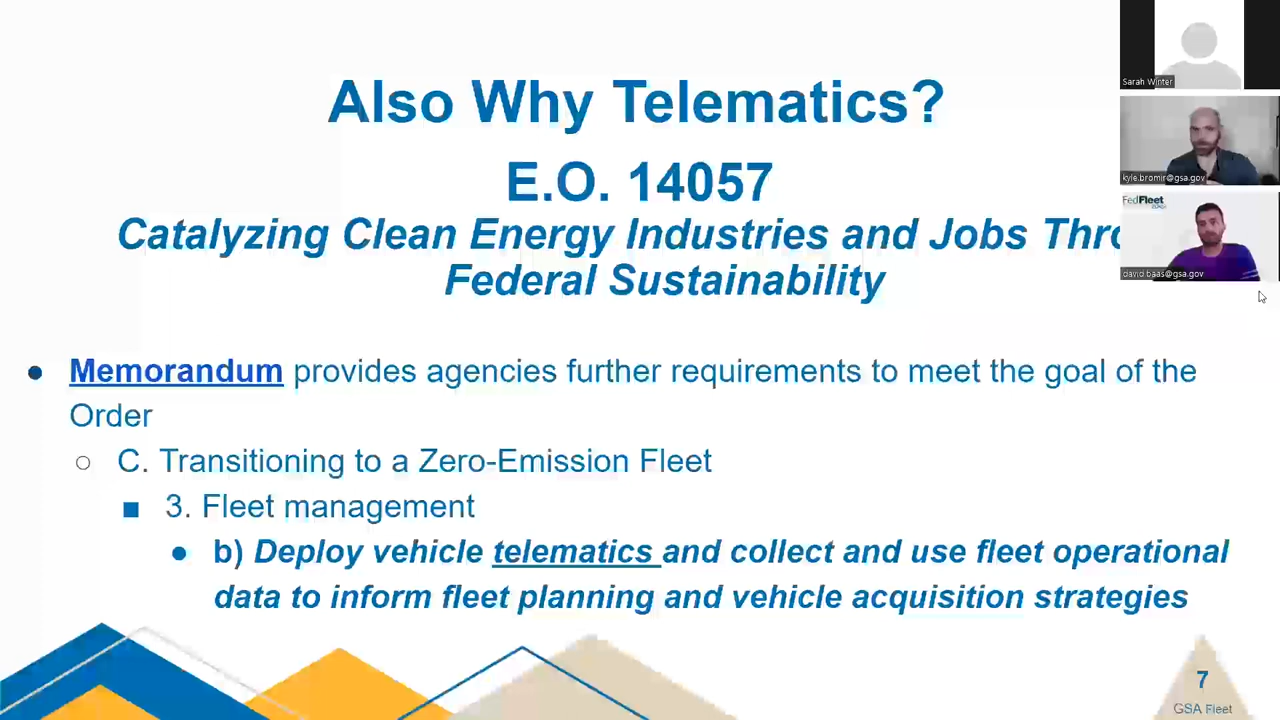 Also Why Telematics?
E.O. 14057
Catalyzing Clean Energy Industries and Jobs Thro
Federal Sustainability
● Memorandum provides agencies further requirements to meet the goal of the
Order
○ C. Transitioning to a Zero-Emission Fleet
■ 3. Fleet management
● b) Deploy vehicle telematics and collect and use fleet operational
data to inform fleet planning and vehicle acquisition strategies
7
GSA Fleet
Sarah Winter
kyle.bromir@gsa.gov
FedFleet
david.baas@gsa.gov